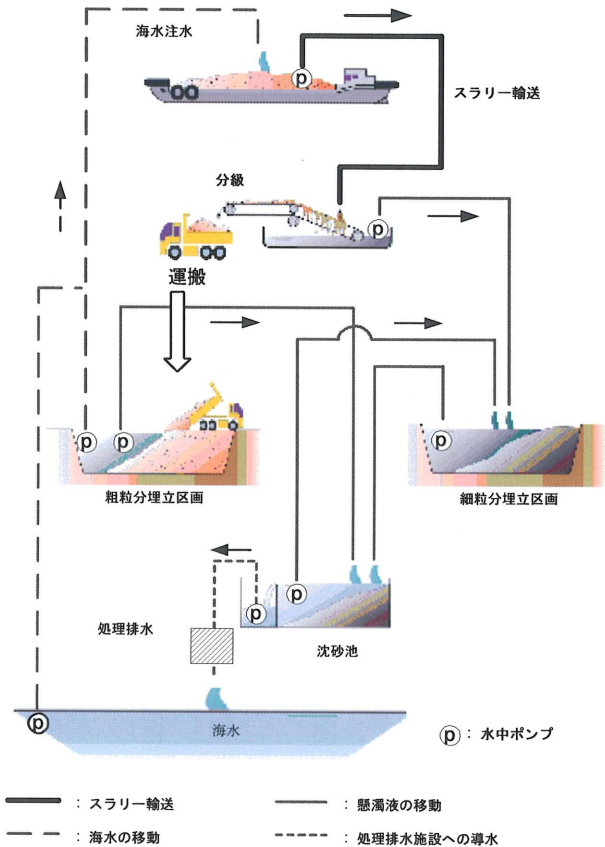 海水注水
p
スラリー輸送
分級
p
運搬
p
p
p
粗粒分埋立区画
細粒分埋立区画
p
p
処理排水
沈砂池
p
海水
p : 水中ポンプ
: スラリー輸送
: 懸濁液の移動
: 海水の移動
: 処理排水施設への導水